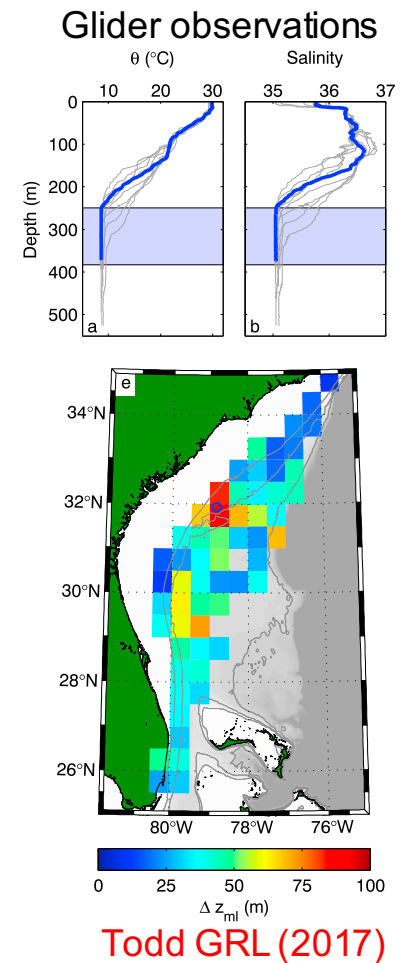 Glider observations
θ (°C) Salinity
10 20 30 35 36 37
0
100
200
300
400
500
Depth (m)
a b
e
34°N
32°N
30°N
28°N
26°N
80°W 78°W 76°W
0 25 50 75 100
Δ z_ml (m)
Todd GRL (2017)